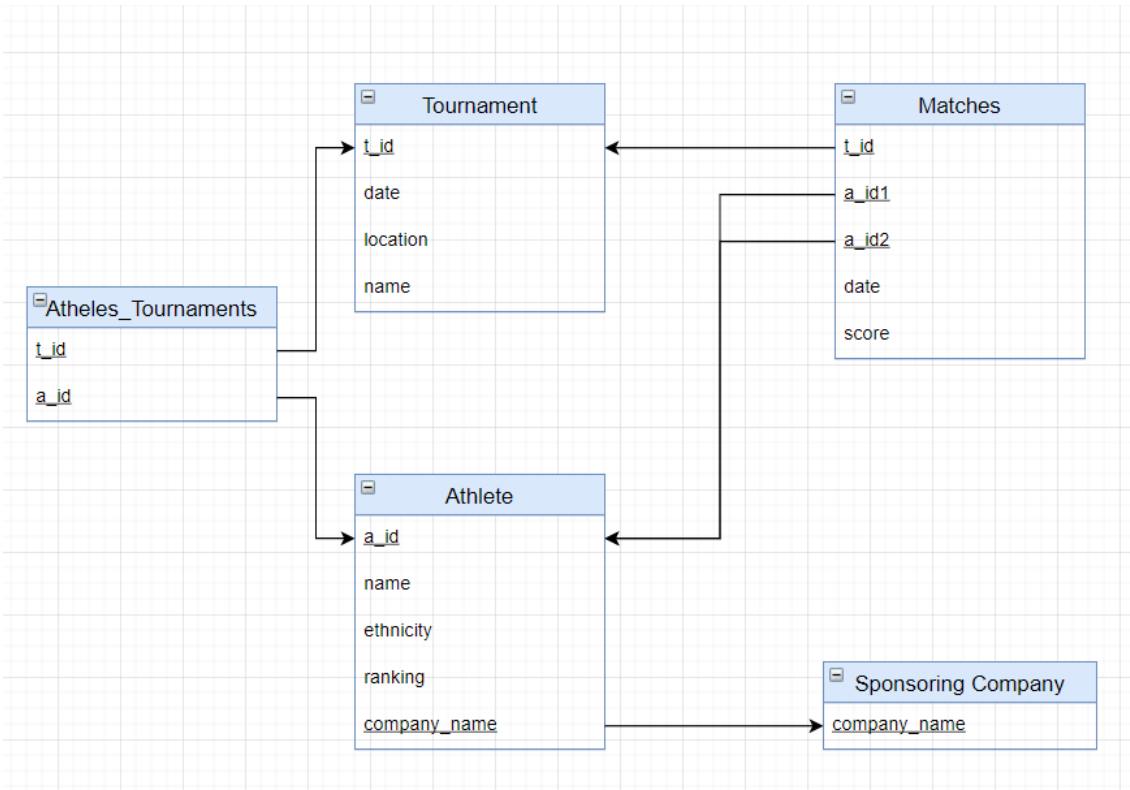 Tournament
t_id
date
location
name
Matches
t_id
a_id1
a_id2
date
score
Atheles_Tournaments
t_id
a_id
Athlete
a_id
name
ethnicity
ranking
company_name
Sponsoring Company
company_name